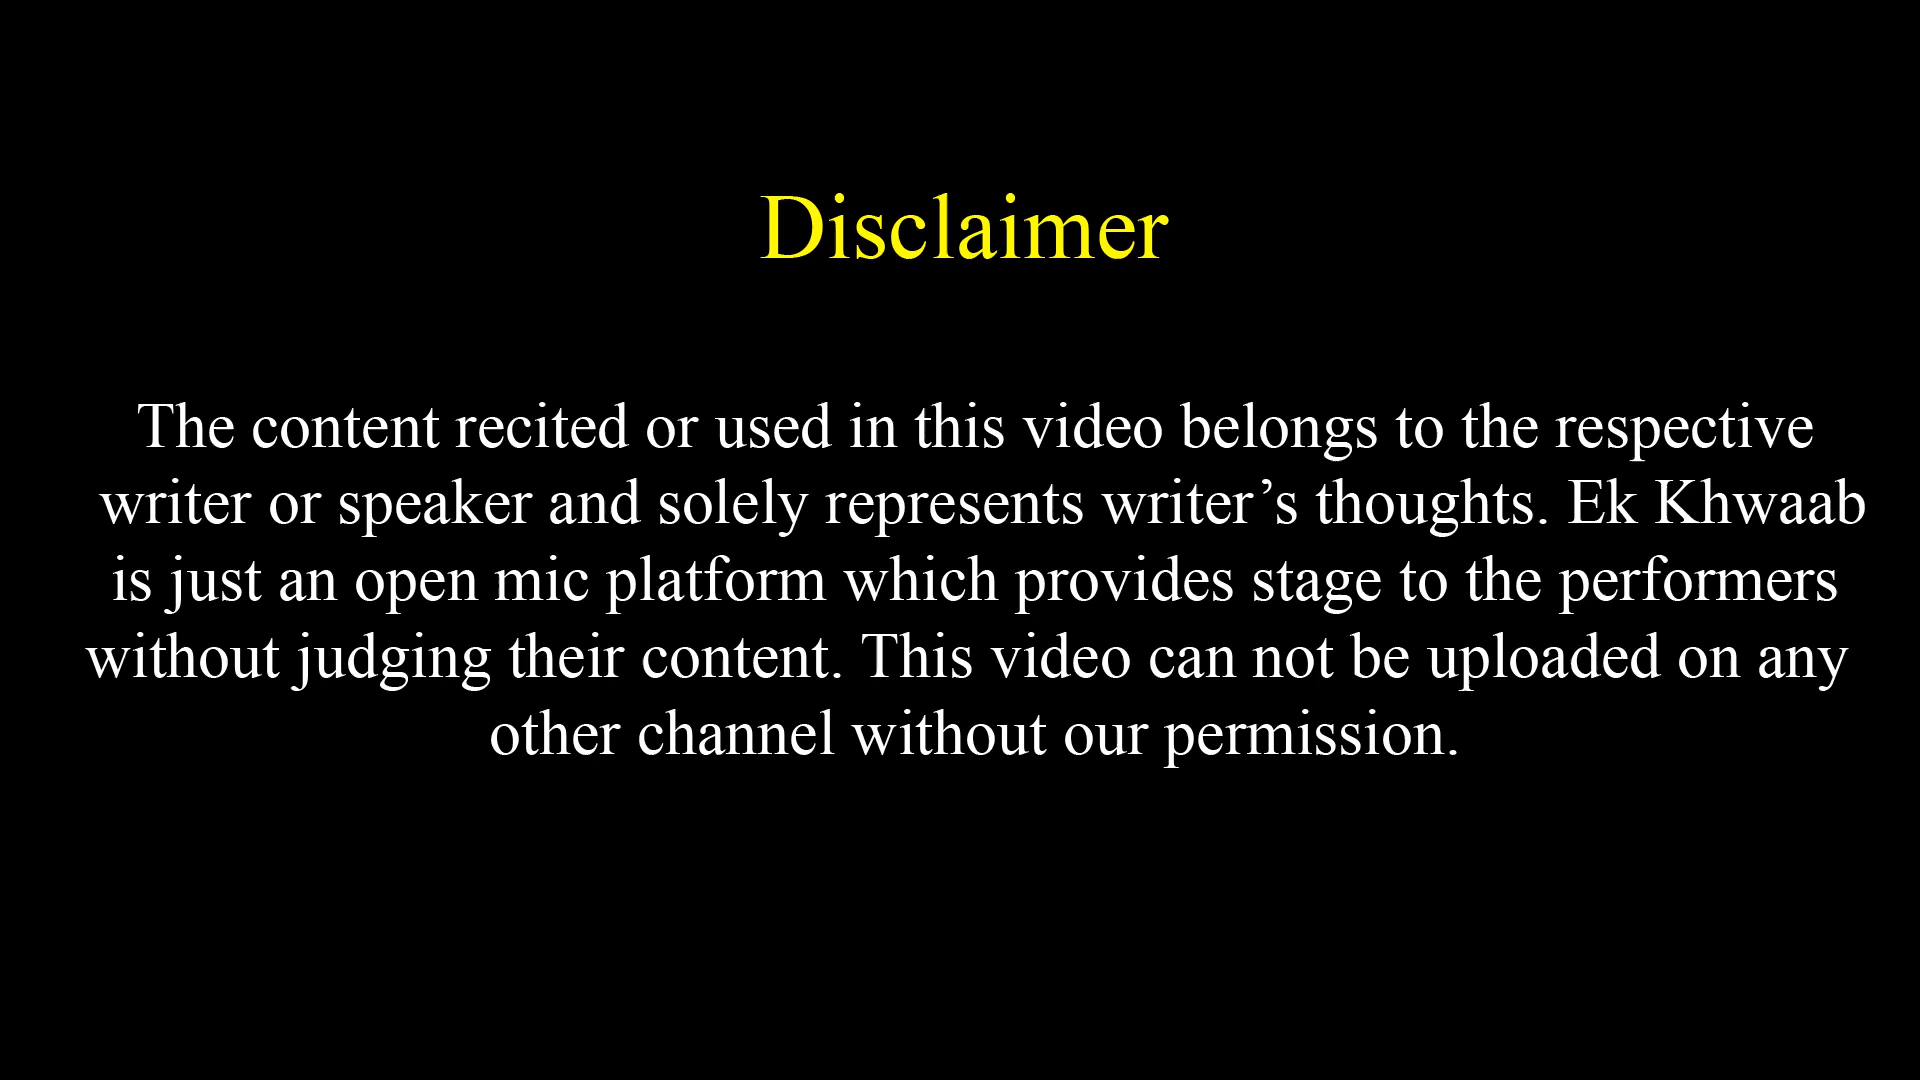 Disclaimer
The content recited or used in this video belongs to the respective
writer or speaker and solely represents writer’s thoughts. Ek Khwaab
is just an open mic platform which provides stage to the performers
without judging their content. This video can not be uploaded on any
other channel without our permission.